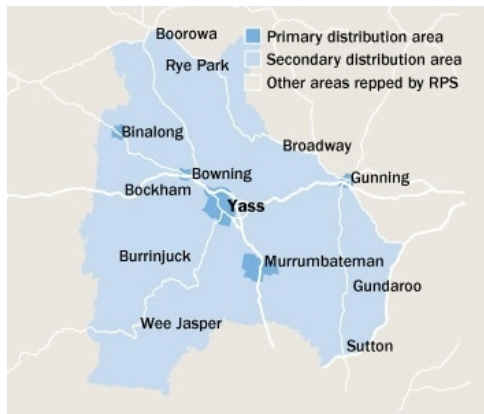 Boorowa
Primary distribution area
Rye Park
Secondary distribution area
Other areas repped by RPS
Binalong
Broadway
Bowning
Gunning
Bockham
Yass
Burrinjuck
Murrumbateman
Gundaroo
Wee Jasper
Sutton